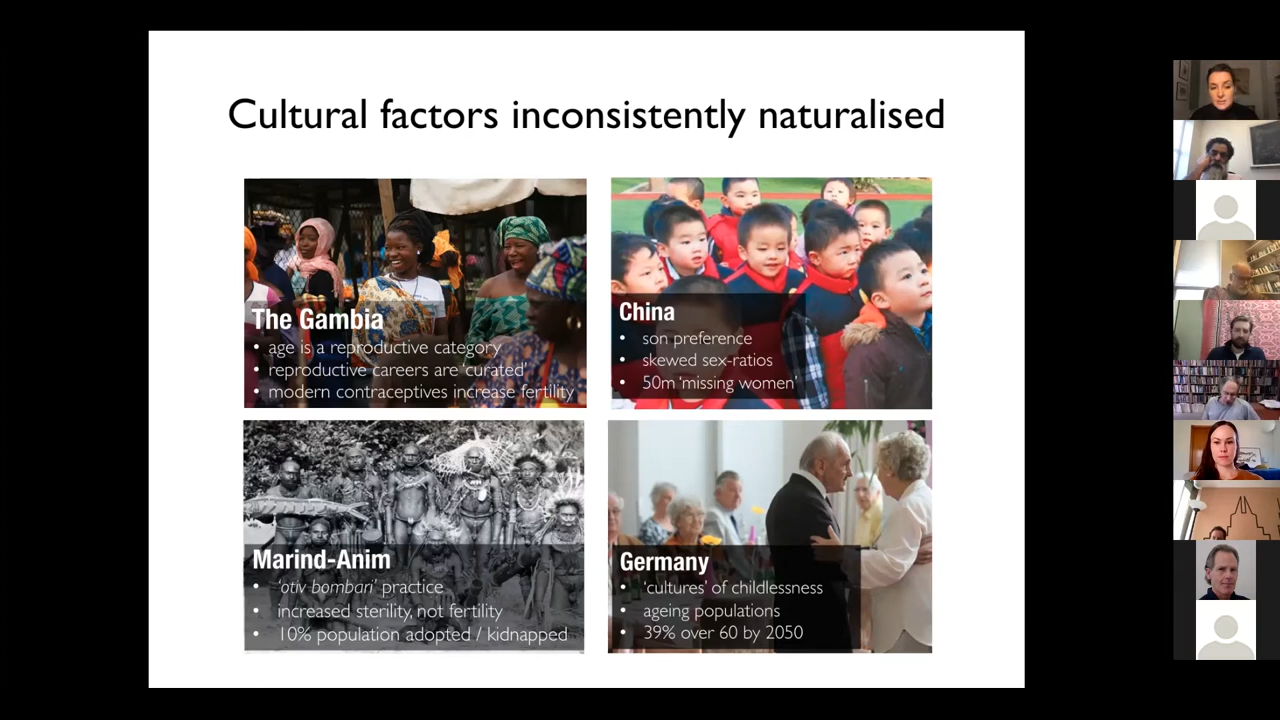 Cultural factors inconsistently naturalised
The Gambia
• age is a reproductive category
• reproductive careers are ‘curated’
• modern contraceptives increase fertility
China
• son preference
• skewed sex-ratios
• 50m ‘missing women’
Marind-Anim
• ‘otiv bombari’ practice
• increased sterility, not fertility
• 10% population adopted / kidnapped
Germany
• ‘cultures’ of childlessness
• ageing populations
• 39% over 60 by 2050